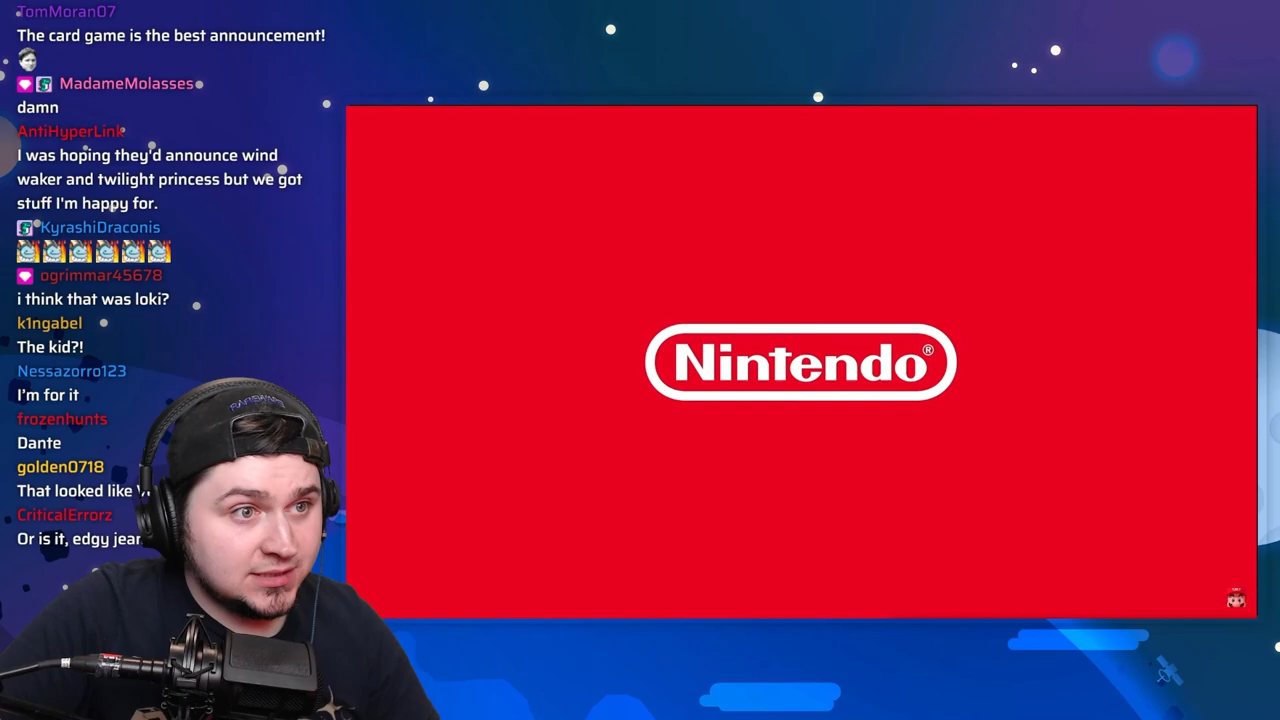 TomMoran07
The card game is the best announcement!
MadameMolasses
damn
AntiHyperLink
I was hoping they'd announce wind
waker and twilight princess but we got
stuff I'm happy for.
KyrashiDraconis
ogrimmar45678
i think that was loki?
k1ngabel
The kid?!
Nessazorro123
I'm for it
frozenhunts
Dante
golden0718
That looked like
CriticalErrorz
Or is it, edgy jean
Nintendo®